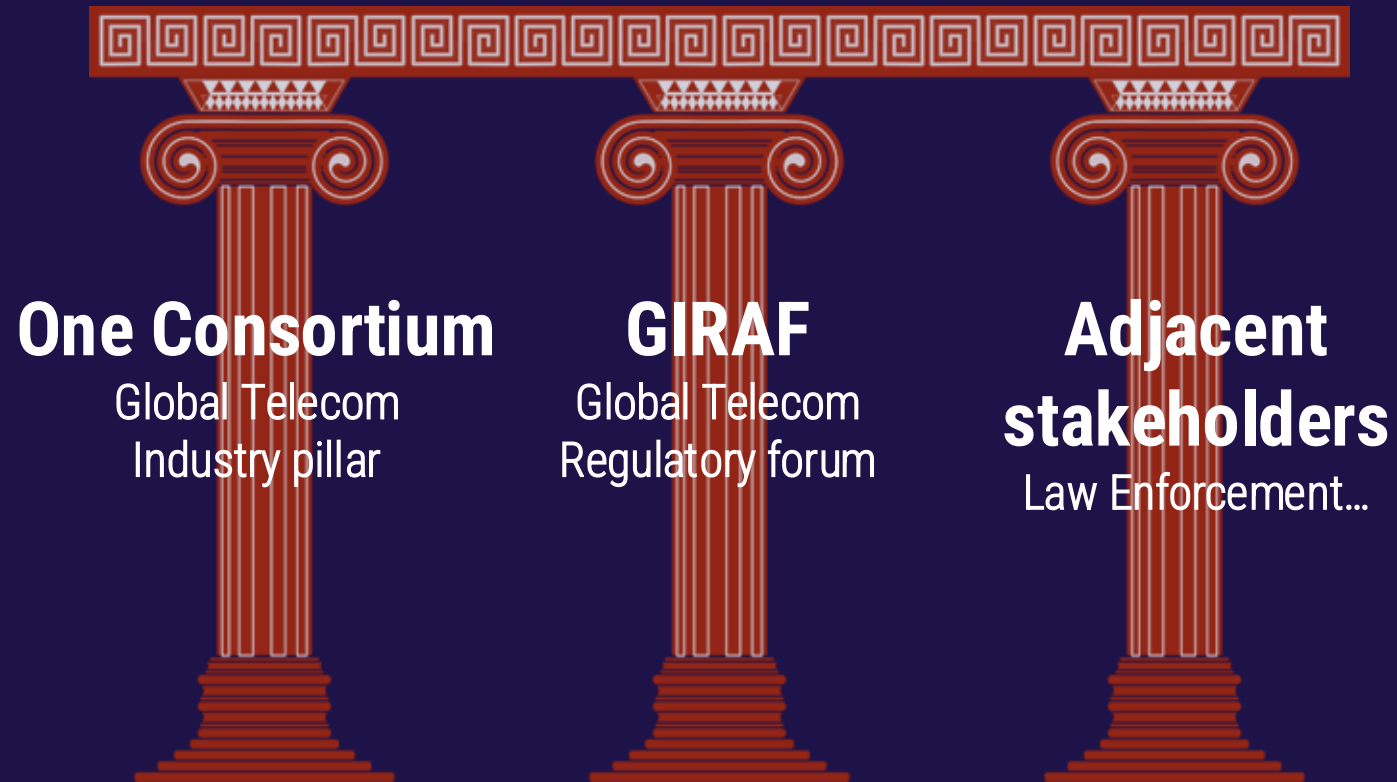 One Consortium
Global Telecom
Industry pillar
GIRAF
Global Telecom
Regulatory forum
Adjacent
stakeholders
Law Enforcement...